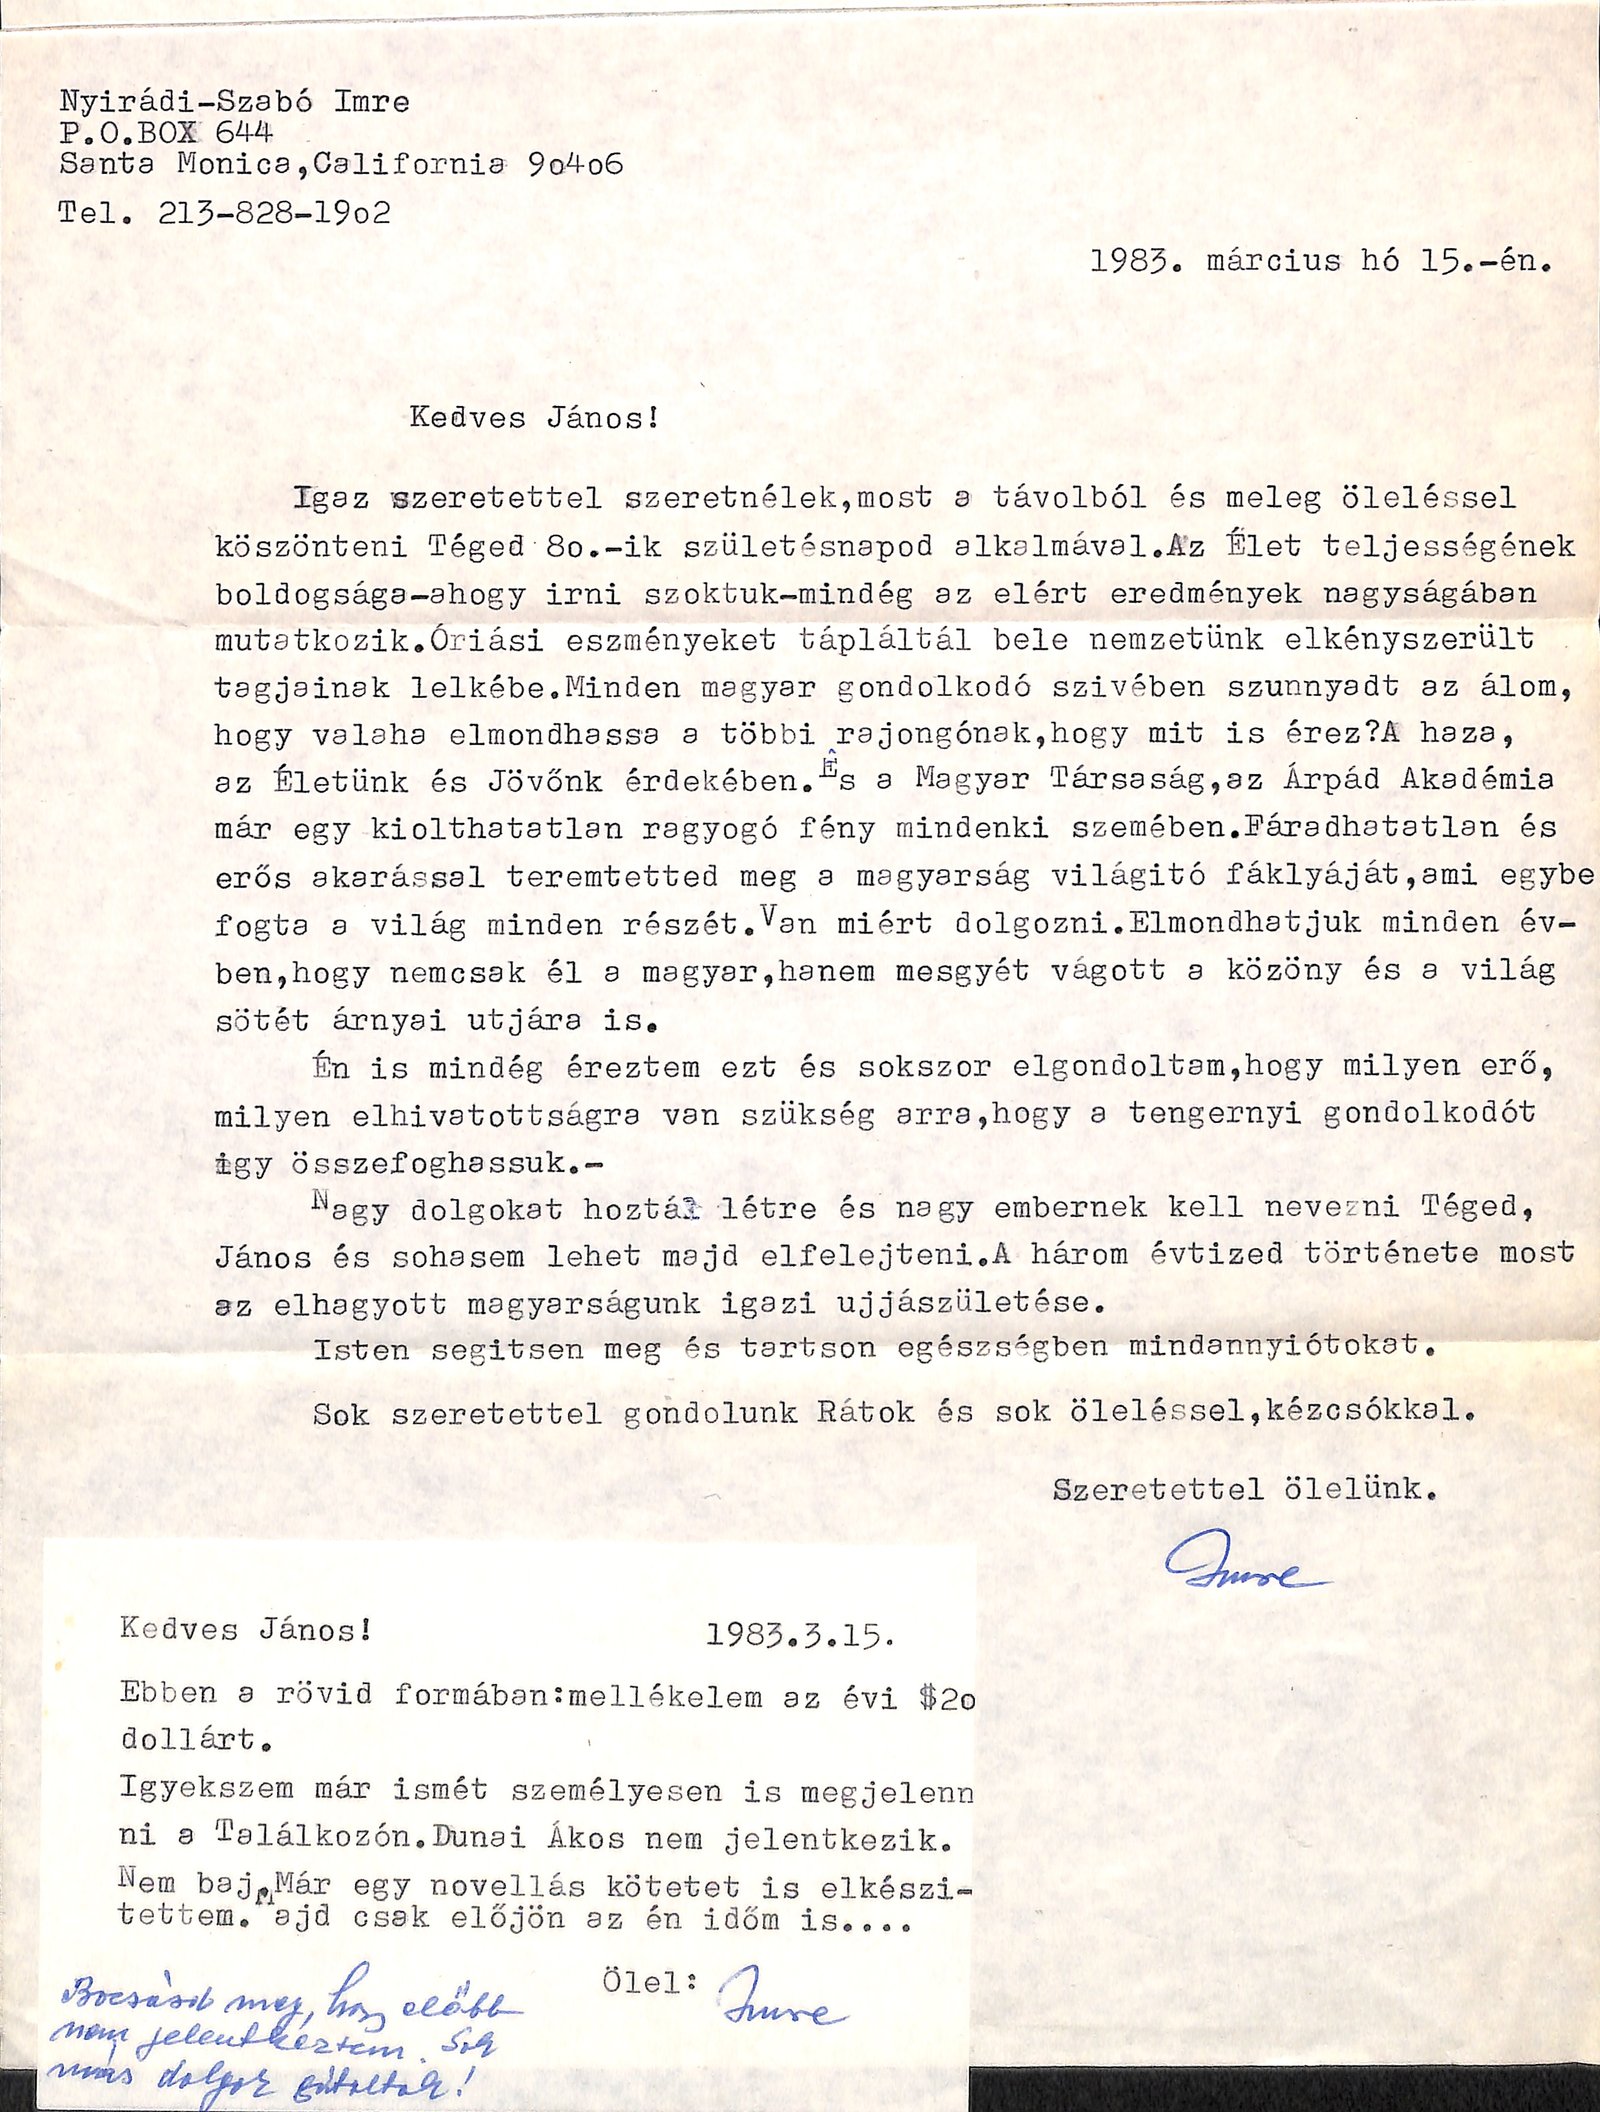 Nyirádi-Szabó Imre
P.O.BOX 644
Santa Monica,California 9o4o6
Tel. 213-828-19o2
1983. március hó 15.-én.
Kedves János!
Igaz szeretettel szeretnélek,most a távolból és meleg öleléssel
köszönteni Téged 8o.-ik születésnapod alkalmával.Az Élet teljességének
boldogsága-ahogy irni szoktuk-mindég az elért eredmények nagyságában
mutatkozik.Óriási eszményeket tápláltál bele nemzetünk elkényszerült
tagjainak lelkébe.Minden magyar gondolkodó szivében szunnyadt az álom,
hogy valaha elmondhassa a többi rajongónak,hogy mit is érez?A haza,
az Életünk és Jövőnk érdekében.És a Magyar Társaság,az Árpád Akadémia
már egy kiolthatatlan ragyogó fény mindenki szemében.Fáradhatatlan és
erős akarással teremtetted meg a magyarság világitó fáklyáját,ami egybe
fogta a világ minden részét.Van miért dolgozni.Elmondhatjuk minden év-
ben,hogy nemcsak él a magyar,hanem mesgyét vágott a közöny és a világ
sötét árnyai utjára is.
Én is mindég éreztem ezt és sokszor elgondoltam,hogy milyen erő,
milyen elhivatottságra van szükség arra,hogy a tengernyi gondolkodót
igy összefoghassuk.-
Nagy dolgokat hoztál létre és nagy embernek kell nevezni Téged,
János és sohasem lehet majd elfelejteni.A három évtized története most
az elhagyott magyarságunk igazi ujjászületése.
Isten segitsen meg és tartson egészségben mindannyiótokat.
Sok szeretettel gondolunk Rátok és sok öleléssel,kézcsókkal.
Szeretettel ölelünk.
Imre
Kedves János! 1983.3.15.
Ebben a rövid formában:mellékelem az évi $2o
dollárt.
Igyekszem már ismét személyesen is megjelenn
ni a Találkozón.Dunai Ákos nem jelentkezik.
Nem baj.Már egy novellás kötetet is elkészi-
tettem.Majd csak előjön az én időm is....
Ölel: Imre
Bocsásd meg, hogy előbb
nem jelentkeztem. Sok
más dolgok gátoltak!